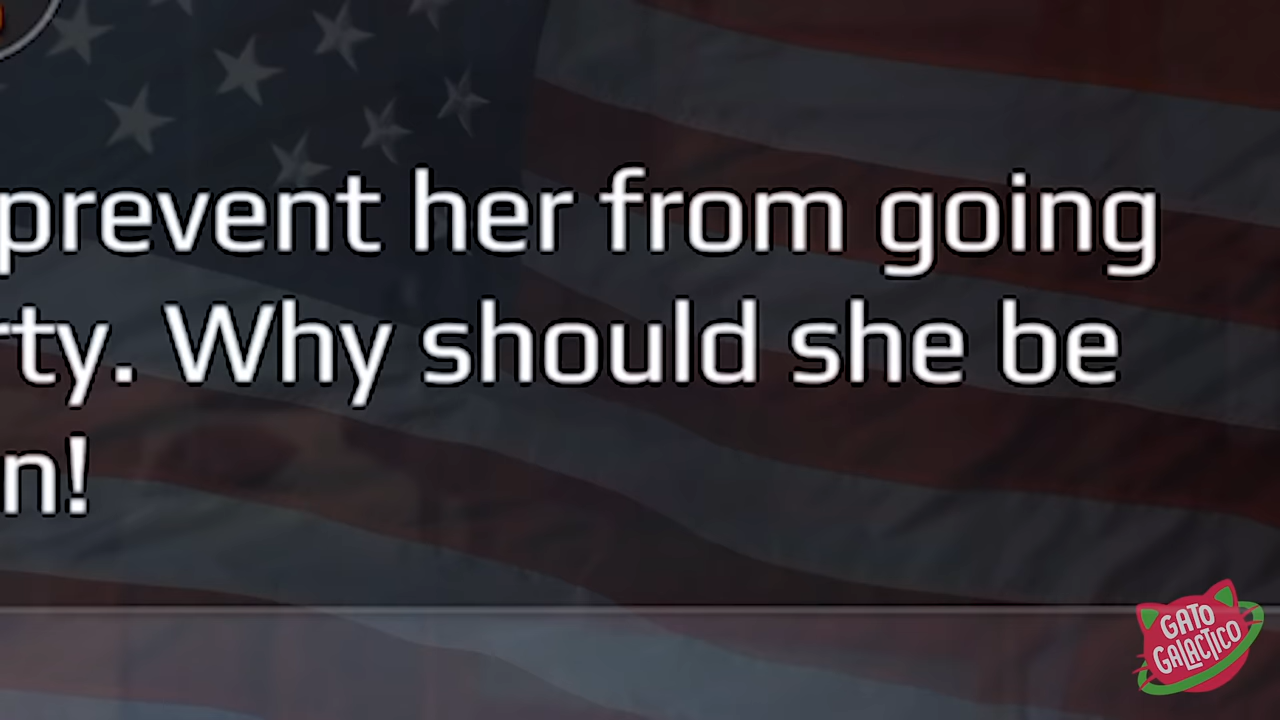 prevent her from going
rty. Why should she be
n!
GATO
GALACTICO